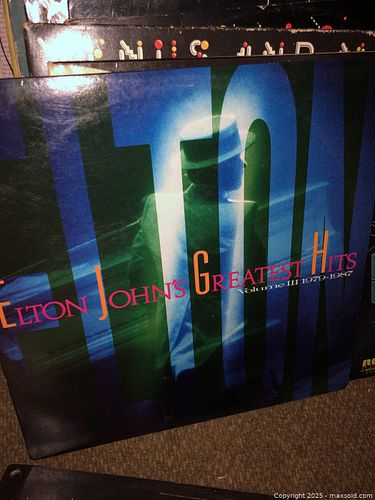 ELTON
ELTON JOHN'S GREATEST HITS
Volume III 1979-1987
Copyright 2025 - maxsold.com